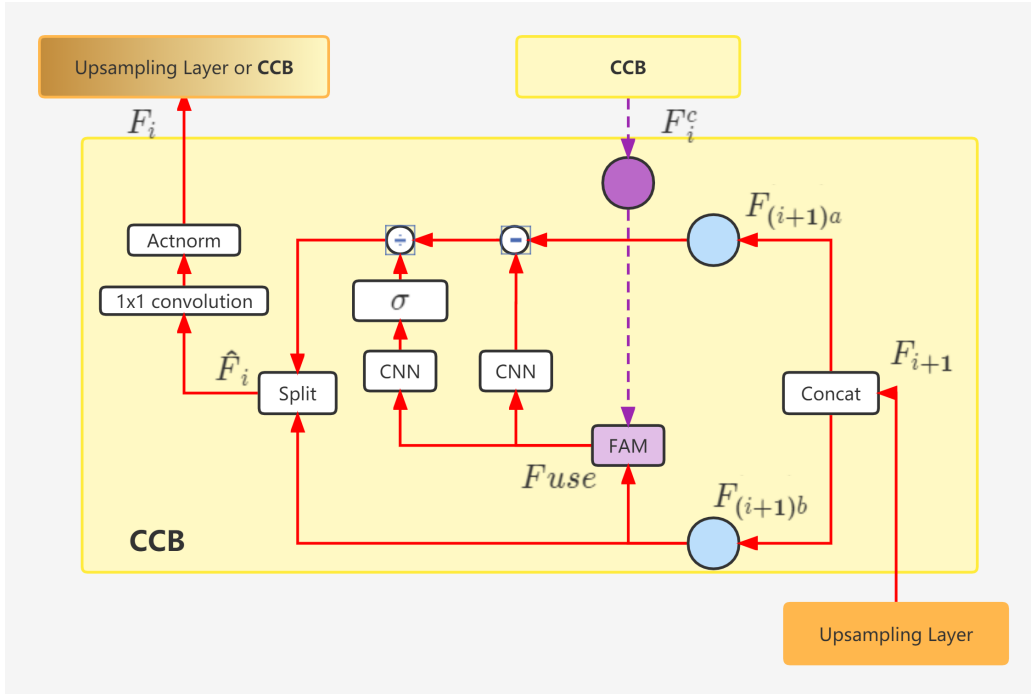 Upsampling Layer or CCB
CCB
F_i
F_i^c
F_{(i+1)a}
Actnorm
÷
-
1x1 convolution
σ
F̂_i
CNN
CNN
F_{i+1}
Split
Concat
FAM
Fuse
F_{(i+1)b}
CCB
Upsampling Layer